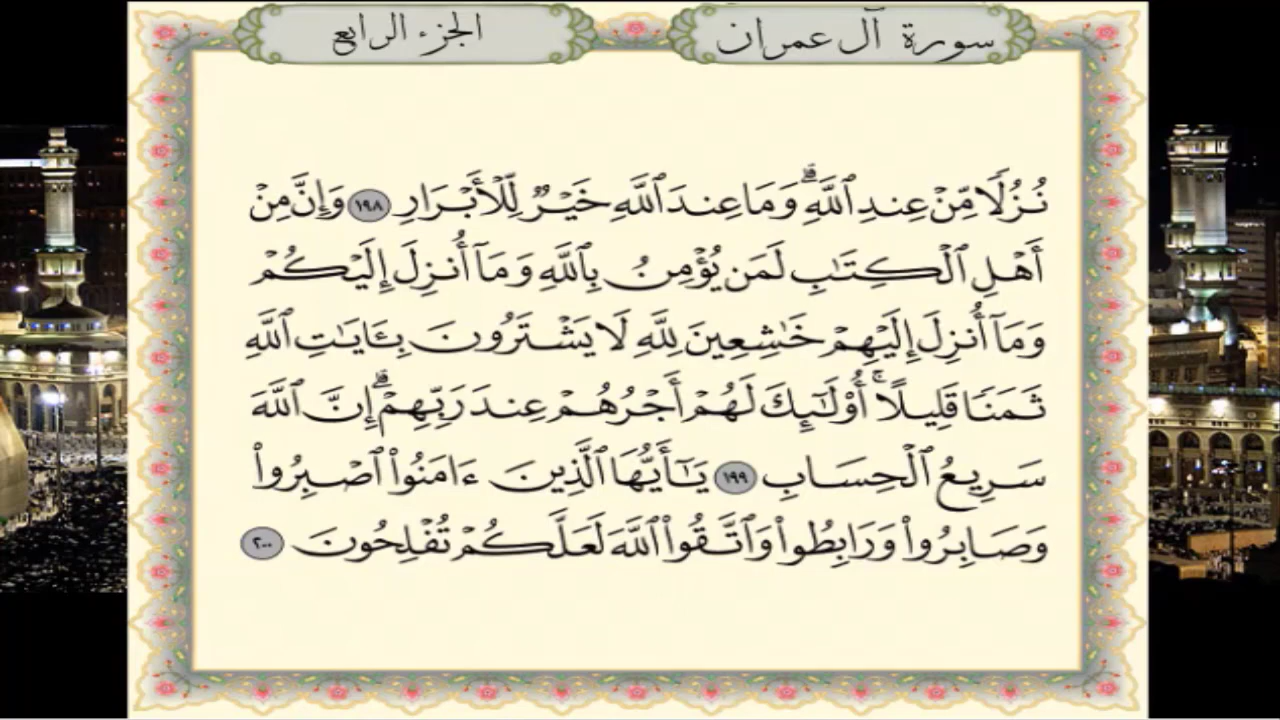 سورة آل عمران
الجزء الرابع
نُزُلًا مِّنْ عِندِ ٱللَّهِ ۗ وَمَا عِندَ ٱللَّهِ خَيْرٌ لِّلْأَبْرَارِ ١٩٨ وَإِنَّ مِنْ
أَهْلِ ٱلْكِتَٰبِ لَمَن يُؤْمِنُ بِٱللَّهِ وَمَآ أُنزِلَ إِلَيْكُمْ
وَمَآ أُنزِلَ إِلَيْهِمْ خَٰشِعِينَ لِلَّهِ لَا يَشْتَرُونَ بِـَٔايَٰتِ ٱللَّهِ
ثَمَنًا قَلِيلًا ۚ أُو۟لَٰٓئِكَ لَهُمْ أَجْرُهُمْ عِندَ رَبِّهِمْ ۗ إِنَّ ٱللَّهَ
سَرِيعُ ٱلْحِسَابِ ١٩٩ يَٰٓأَيُّهَا ٱلَّذِينَ ءَامَنُوا۟ ٱصْبِرُوا۟
وَصَابِرُوا۟ وَرَابِطُوا۟ وَٱتَّقُوا۟ ٱللَّهَ لَعَلَّكُمْ تُفْلِحُونَ ٢٠٠